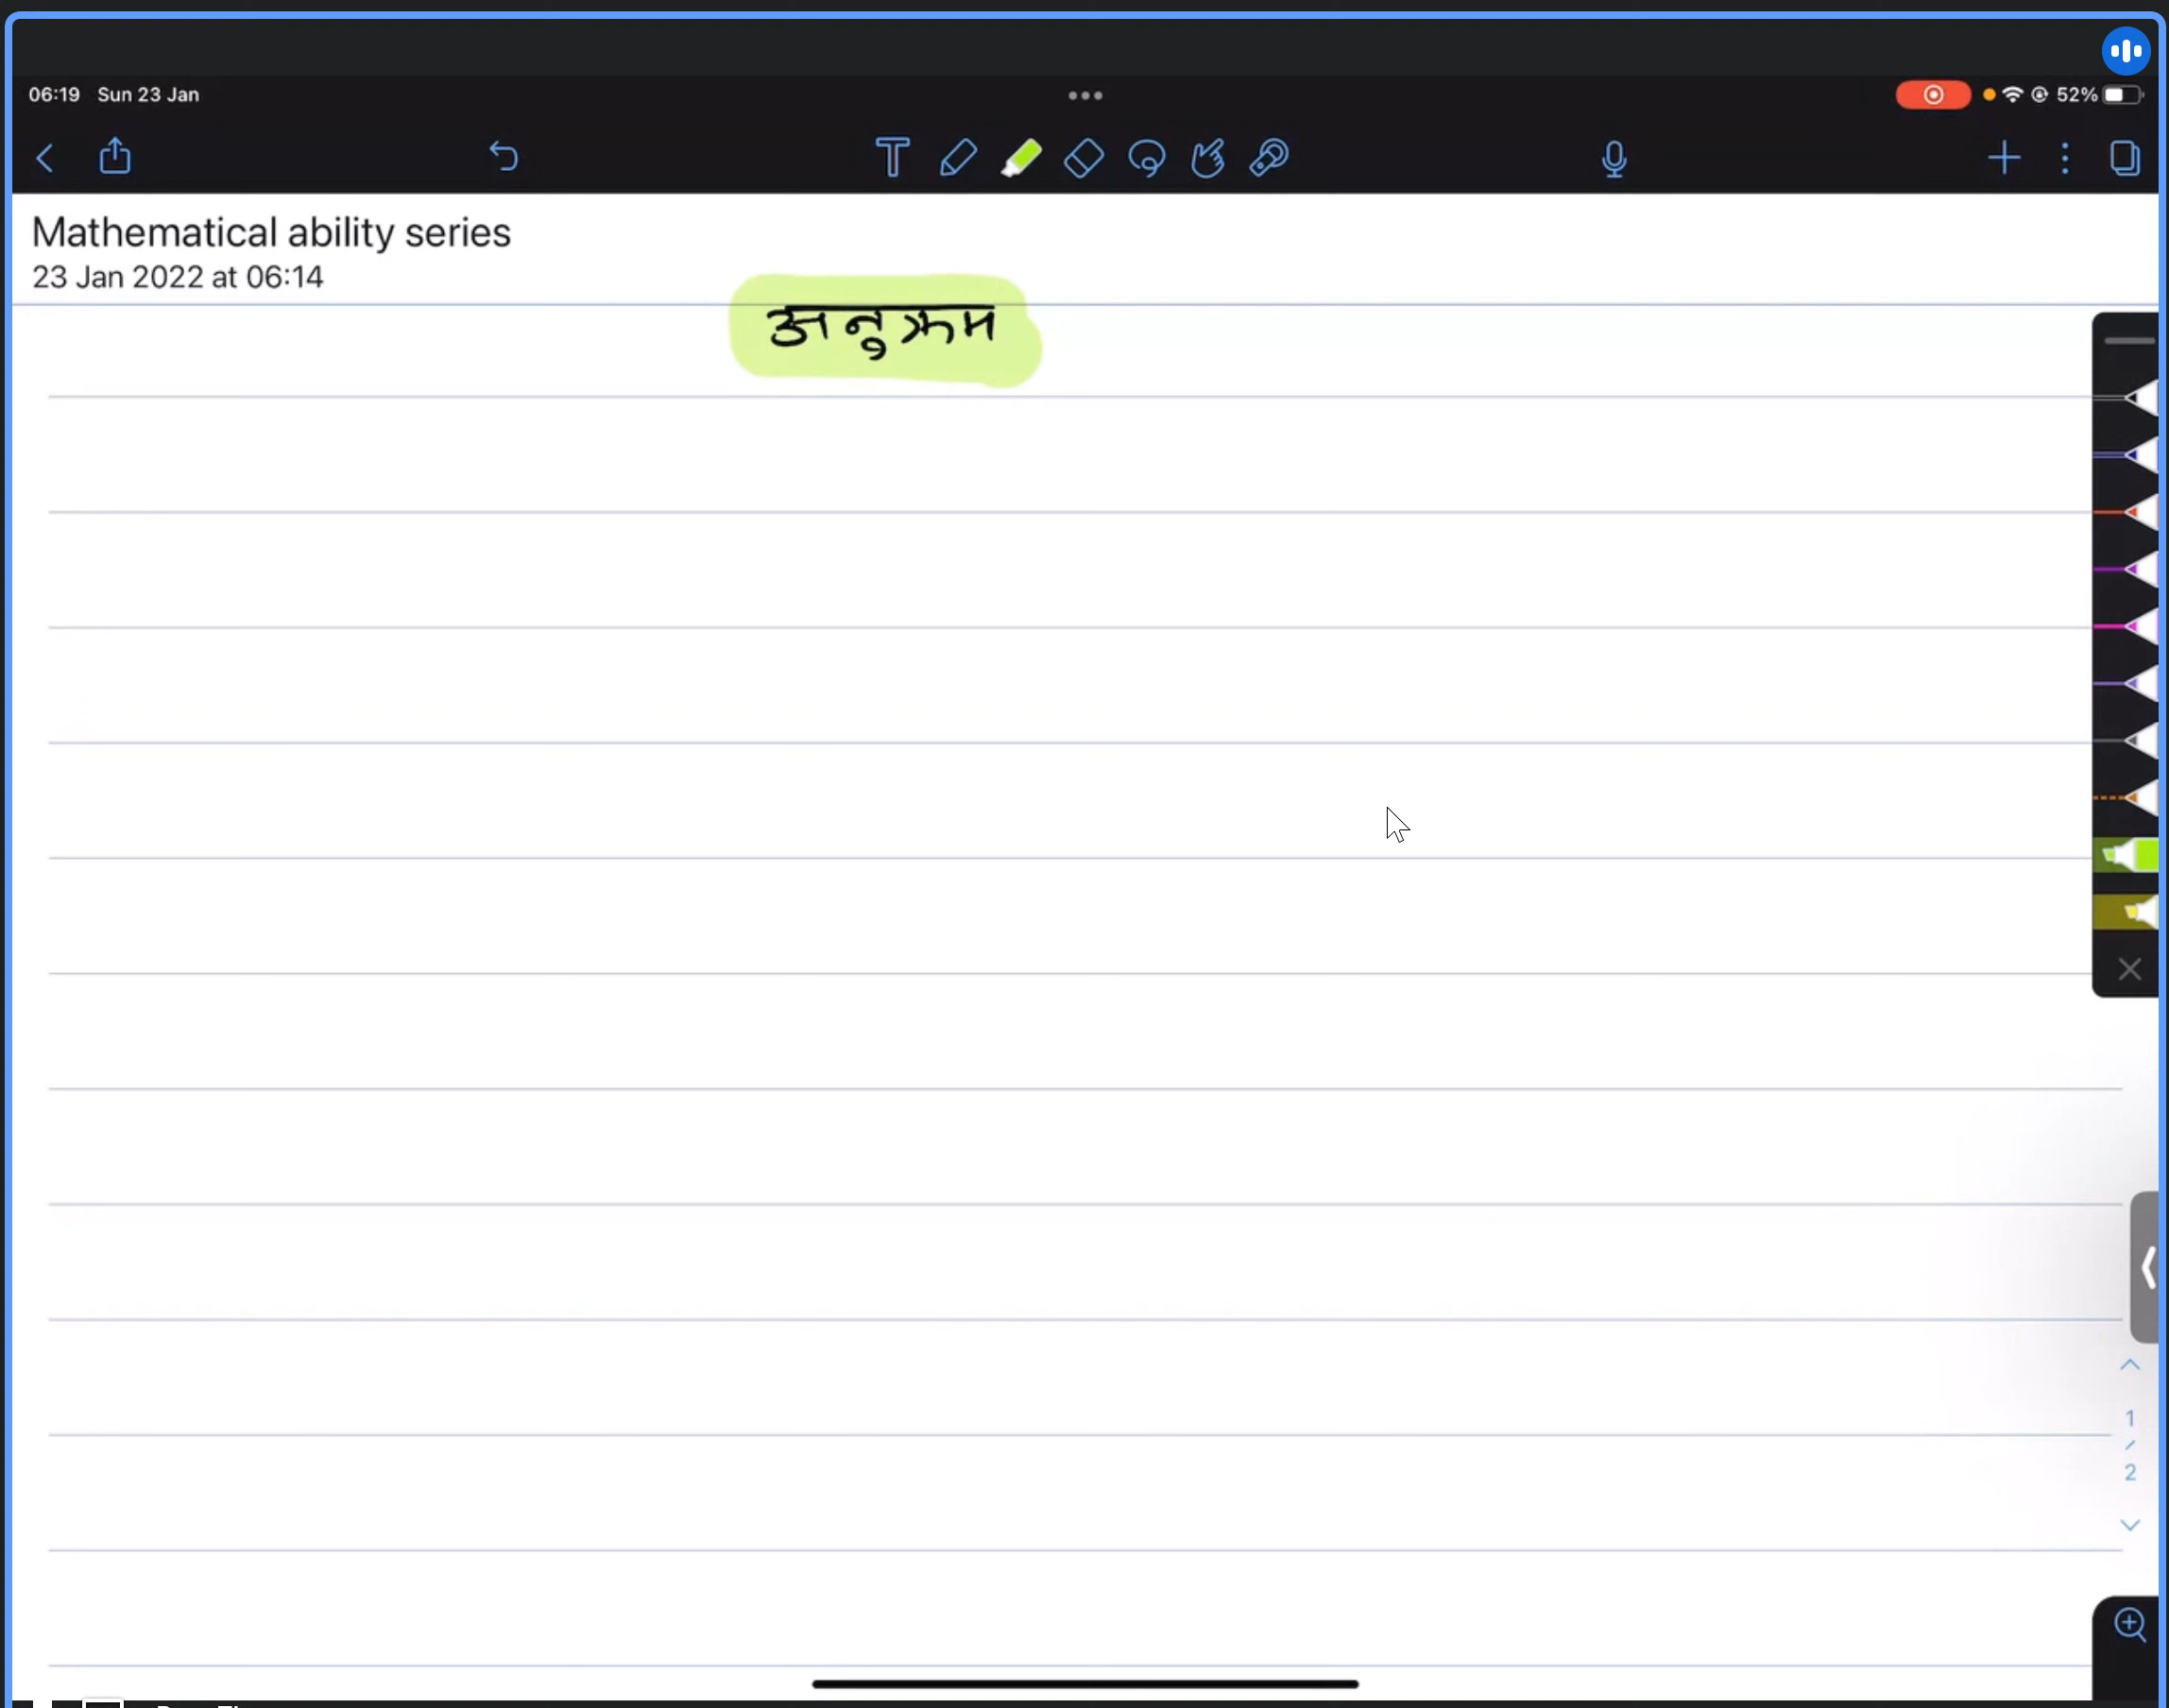 06:19 Sun 23 Jan
52%
Mathematical ability series
23 Jan 2022 at 06:14
अनुक्रम
1
/
2